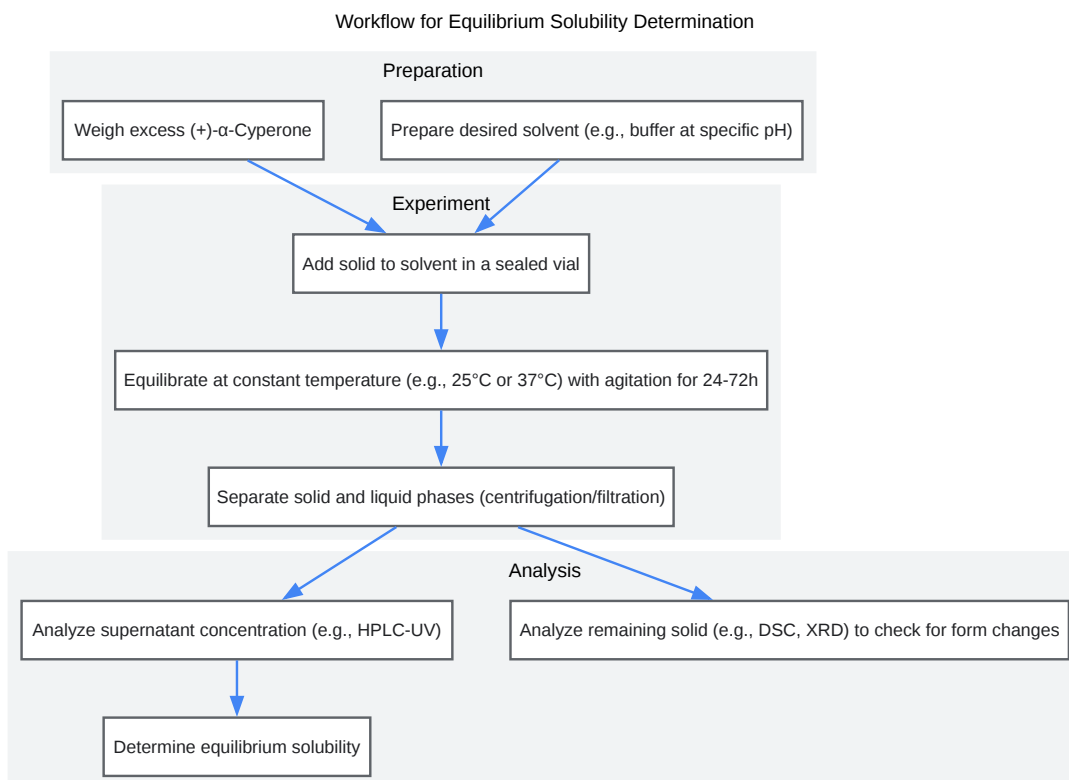 Workflow for Equilibrium Solubility Determination
Preparation
Weigh excess (+)-α-Cyperone
Prepare desired solvent (e.g., buffer at specific pH)
Experiment
Add solid to solvent in a sealed vial
Equilibrate at constant temperature (e.g., 25°C or 37°C) with agitation for 24-72h
Separate solid and liquid phases (centrifugation/filtration)
Analysis
Analyze supernatant concentration (e.g., HPLC-UV)
Analyze remaining solid (e.g., DSC, XRD) to check for form changes
Determine equilibrium solubility